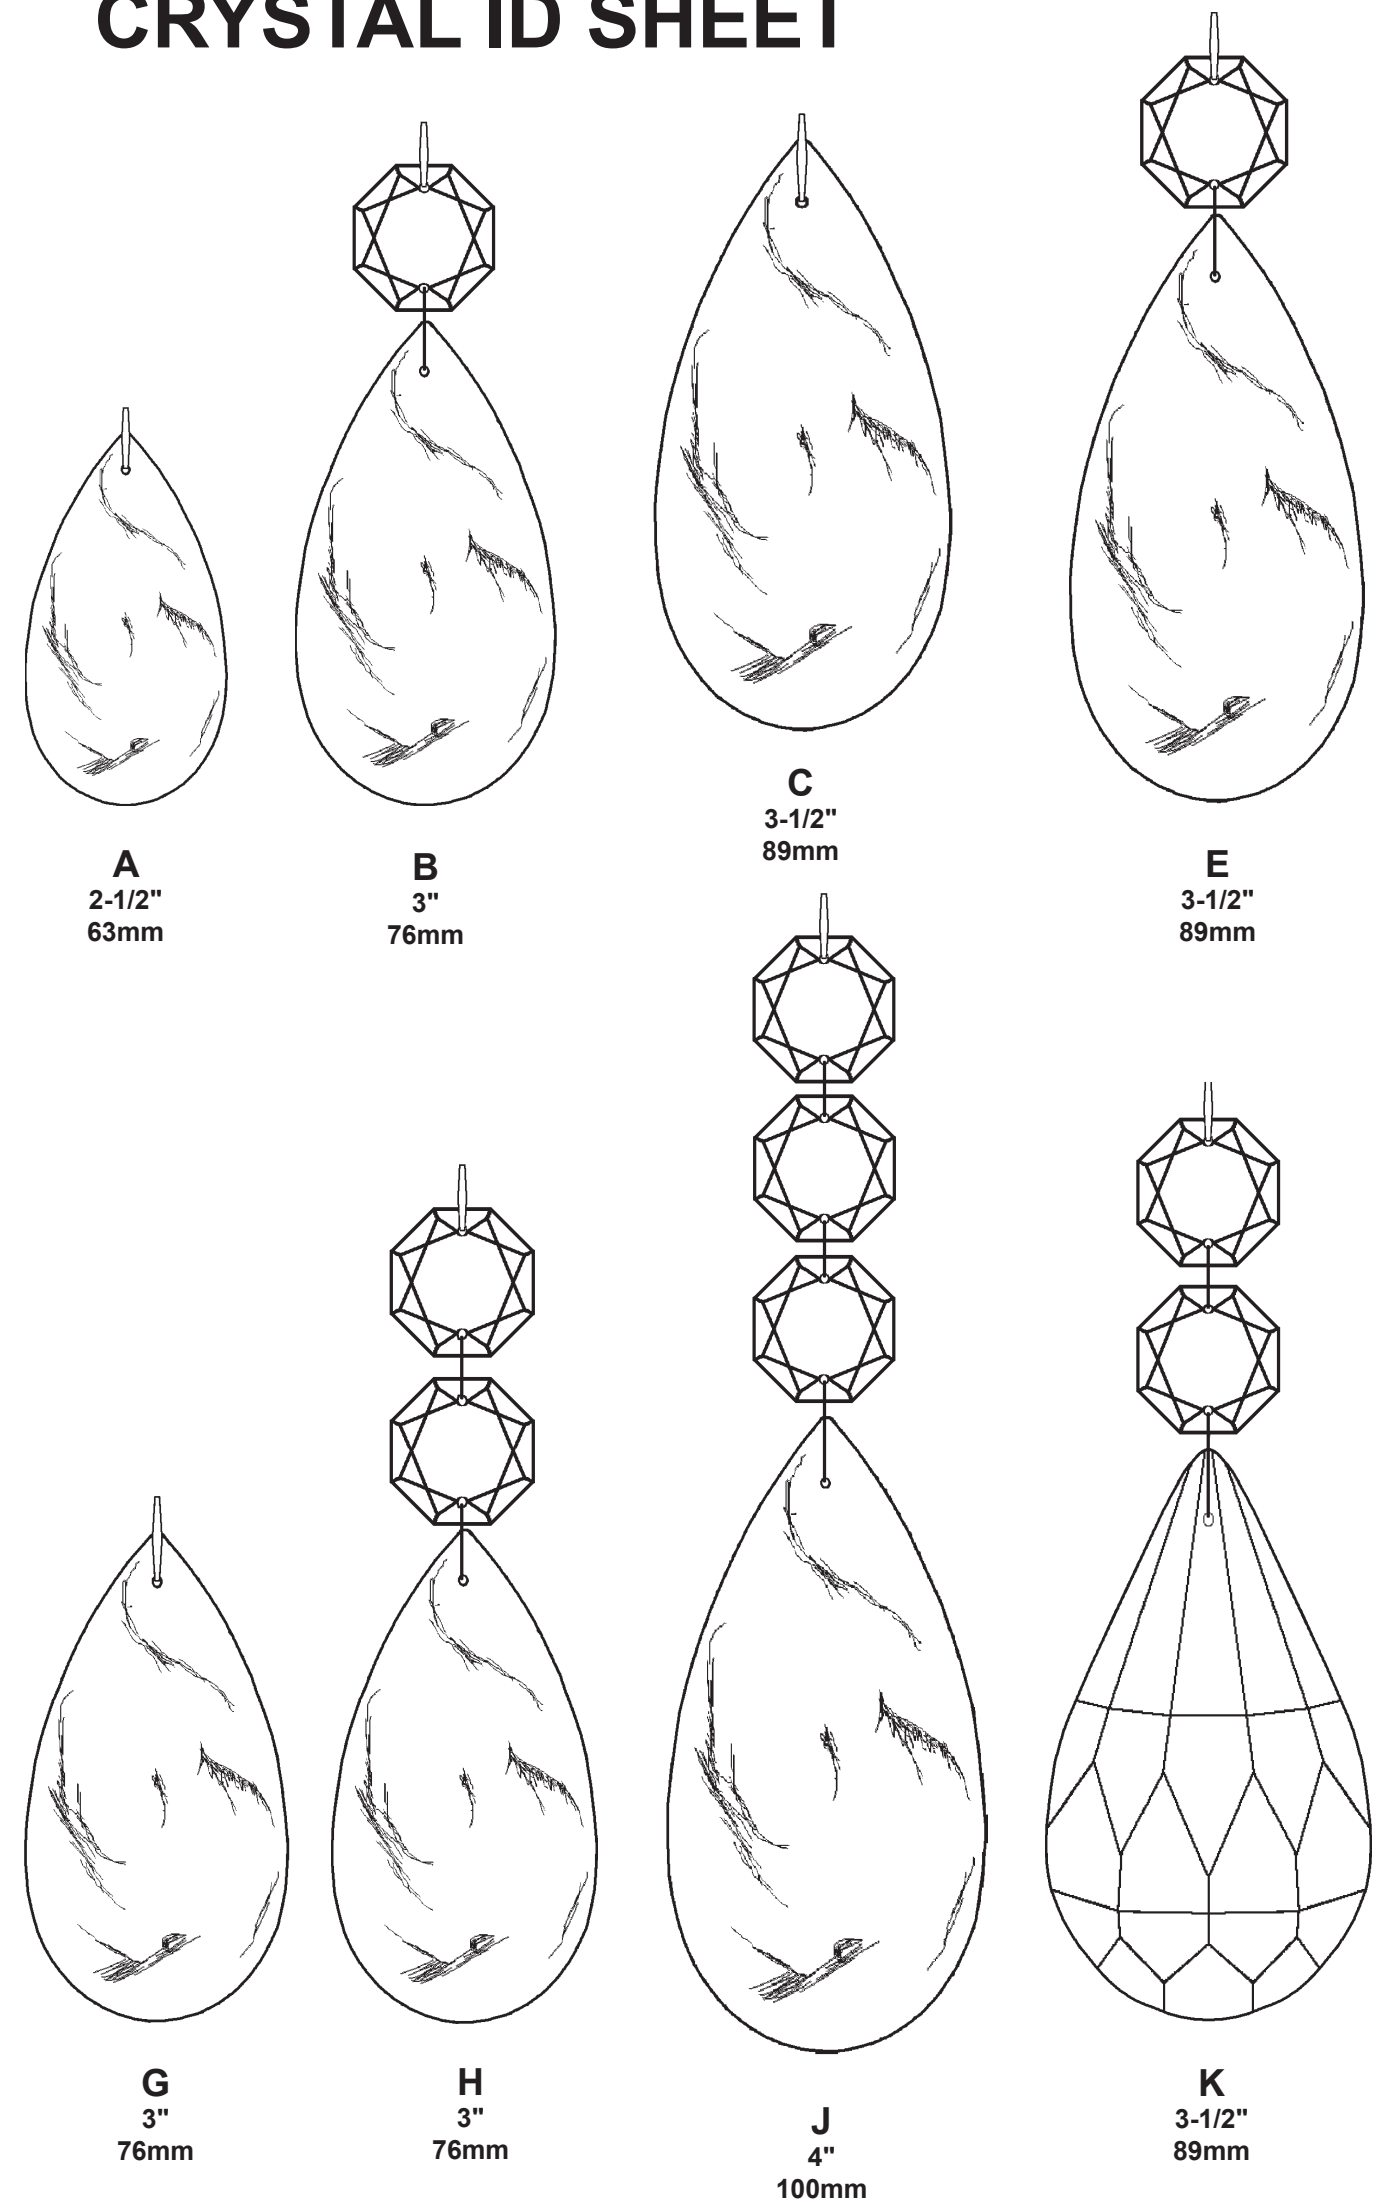 CRYSTAL ID SHEET
A
2-1/2"
63mm
B
3"
76mm
C
3-1/2"
89mm
E
3-1/2"
89mm
G
3"
76mm
H
3"
76mm
J
4"
100mm
K
3-1/2"
89mm